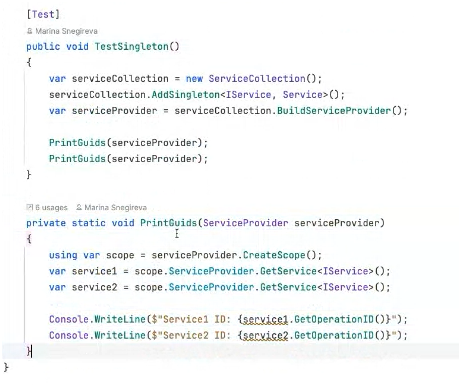 [Test]
Marina Snegireva
public void TestSingleton()
{
var serviceCollection = new ServiceCollection();
serviceCollection.AddSingleton<IService, Service>();
var serviceProvider = serviceCollection.BuildServiceProvider();
PrintGuids(serviceProvider);
PrintGuids(serviceProvider);
}
6 usages Marina Snegireva
private static void PrintGuids(ServiceProvider serviceProvider)
{
using var scope = serviceProvider.CreateScope();
var service1 = scope.ServiceProvider.GetService<IService>();
var service2 = scope.ServiceProvider.GetService<IService>();
Console.WriteLine($"Service1 ID: {service1.GetOperationID()}");
Console.WriteLine($"Service2 ID: {service2.GetOperationID()}");
}
}